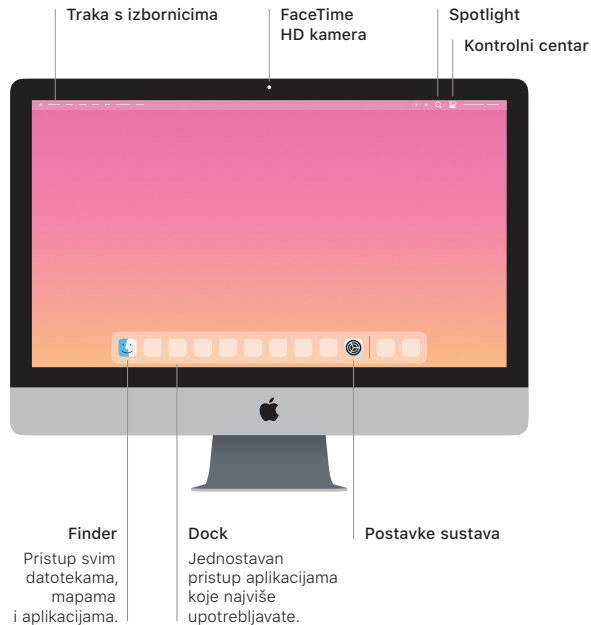 Traka s izbornicima
FaceTime
HD kamera
Spotlight
Kontrolni centar
Finder
Pristup svim
datotekama,
mapama
i aplikacijama.
Dock
Jednostavan
pristup aplikacijama
koje najviše
upotrebljavate.
Postavke sustava